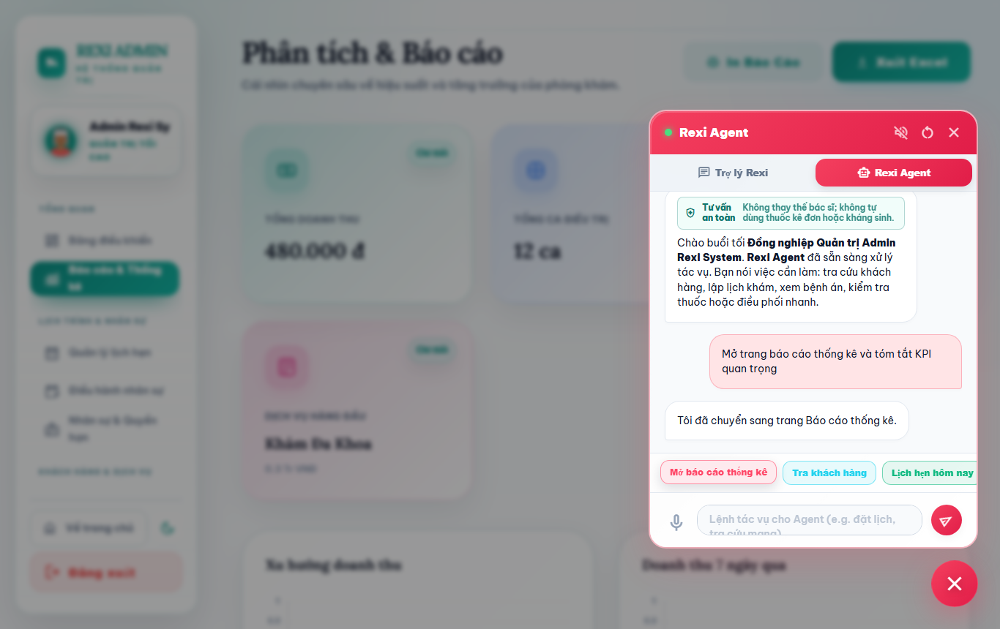 REXI ADMIN
HỆ THỐNG QUẢN
TRỊ
Admin Rexi Sy
QUẢN TRỊ TỐI
CAO
TỔNG QUAN
Bảng điều khiển
Báo cáo & Thống
kê
LỊCH TRÌNH & NHÂN SỰ
Quản lý lịch hẹn
Điều hành nhân sự
Nhân sự & Quyền
hạn
KHÁCH HÀNG & DỊCH VỤ
Về trang chủ
Đăng xuất
Phân tích & Báo cáo
Cái nhìn chuyên sâu về hiệu suất và tăng trưởng của phòng khám.
In Báo Cáo
Xuất Excel
TỔNG DOANH THU
480.000 đ
TỔNG CA ĐIỀU TRỊ
12 ca
DỊCH VỤ HÀNG ĐẦU
Khám Đa Khoa
Xu hướng doanh thu
Doanh thu 7 ngày qua
Rexi Agent
Trợ lý Rexi
Rexi Agent
Tư vấn
an toàn
Không thay thế bác sĩ; không tự
dùng thuốc kê đơn hoặc kháng sinh.
Chào buổi tối Đồng nghiệp Quản trị Admin
Rexi System. Rexi Agent đã sẵn sàng xử lý
tác vụ. Bạn nói việc cần làm: tra cứu khách
hàng, lập lịch khám, xem bệnh án, kiểm tra
thuốc hoặc điều phối nhanh.
Mở trang báo cáo thống kê và tóm tắt KPI
quan trọng
Tôi đã chuyển sang trang Báo cáo thống kê.
Mở báo cáo thống kê
Tra khách hàng
Lịch hẹn hôm nay
Lệnh tác vụ cho Agent (e.g. đặt lịch,
tra cứu mạng)